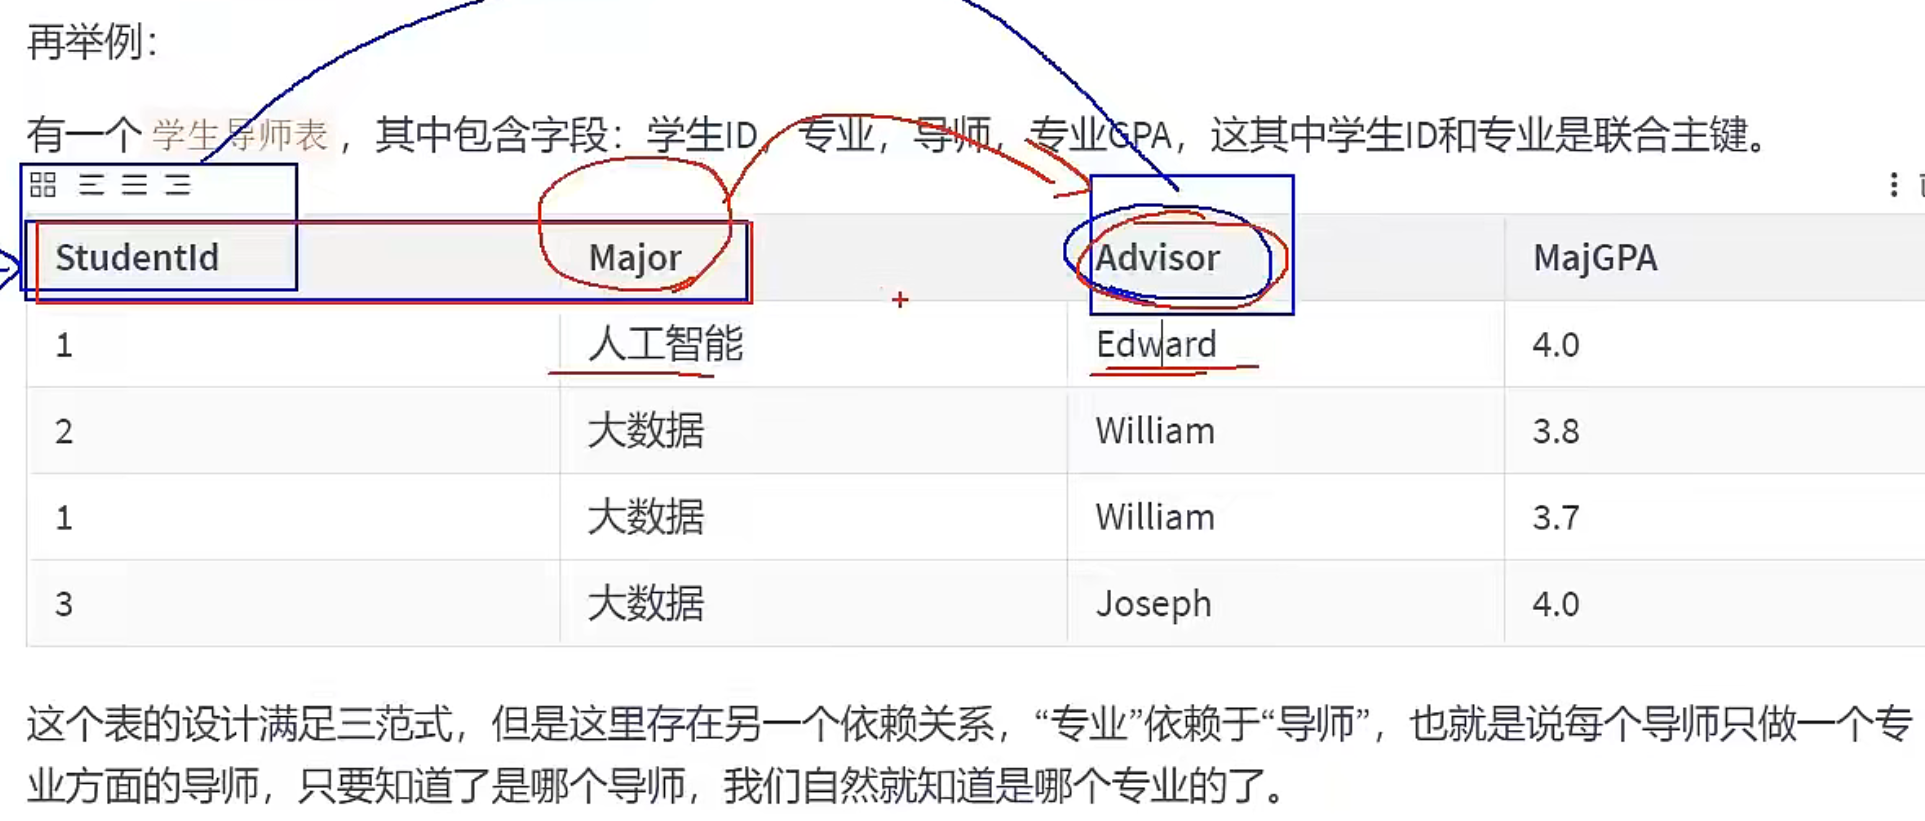 再举例：
有一个 学生导师表 ，其中包含字段：学生ID，专业，导师，专业GPA，这其中学生ID和专业是联合主键。
StudentId Major Advisor MajGPA
1 人工智能 Edward 4.0
2 大数据 William 3.8
1 大数据 William 3.7
3 大数据 Joseph 4.0
这个表的设计满足三范式，但是这里存在另一个依赖关系，“专业”依赖于“导师”，也就是说每个导师只做一个专
业方面的导师，只要知道了是哪个导师，我们自然就知道是哪个专业的了。